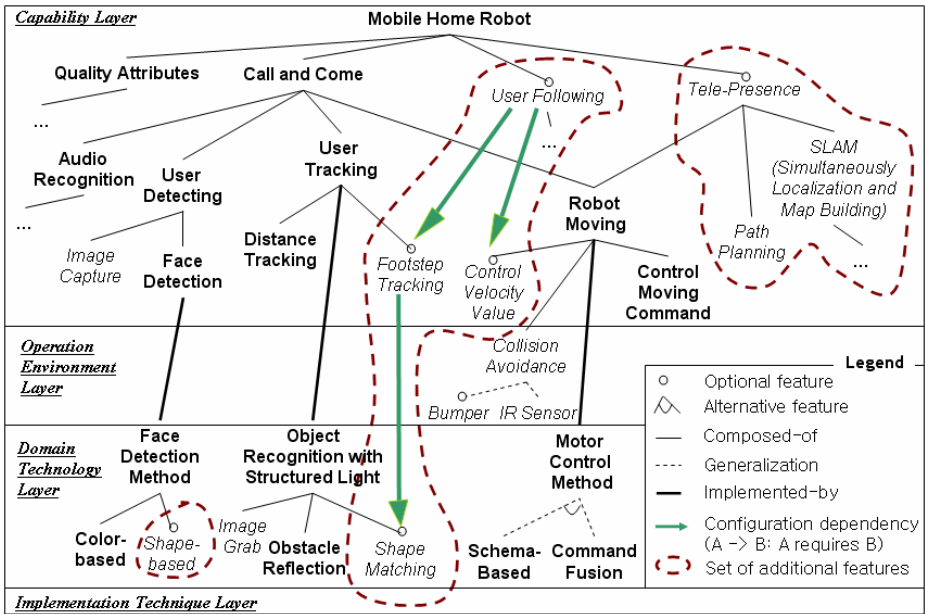 Capability Layer
Mobile Home Robot
Quality Attributes
Call and Come
User Following
Tele-Presence
...
...
Audio
Recognition
User
Detecting
User
Tracking
SLAM
(Simultaneously
Localization and
Map Building)
...
Robot
Moving
Image
Capture
Face
Detection
Distance
Tracking
Footstep
Tracking
Control
Velocity
Value
Control
Moving
Command
Path
Planning
...
Operation
Environment
Layer
Collision
Avoidance
Bumper
IR Sensor
Domain
Technology
Layer
Face
Detection
Method
Object
Recognition with
Structured Light
Motor
Control
Method
Color-
based
Shape-
based
Image
Grab
Obstacle
Reflection
Shape
Matching
Schema-
Based
Command
Fusion
Implementation Technique Layer
Legend
Optional feature
Alternative feature
Composed-of
Generalization
Implemented-by
Configuration dependency
(A -> B: A requires B)
Set of additional features